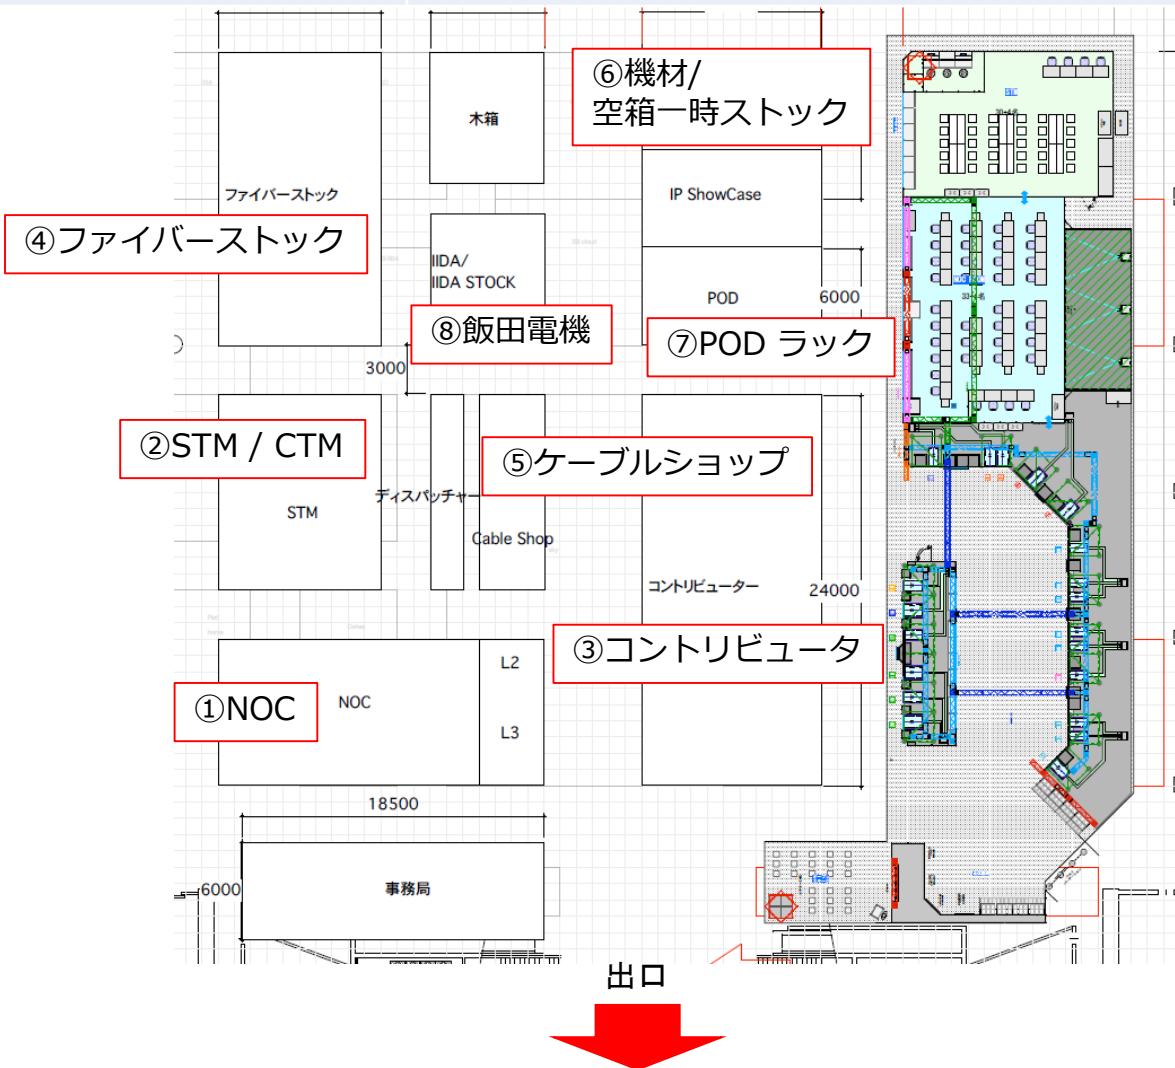 ⑥機材/
空箱一時ストック
木箱
ファイバーストック
IP ShowCase
④ファイバーストック
IIDA/
IIDA STOCK
POD
6000
⑧飯田電機
⑦POD ラック
3000
②STM / CTM
⑤ケーブルショップ
ディスパッチャー
STM
Cable Shop
コントリビューター
24000
③コントリビュータ
L2
①NOC
NOC
L3
18500
6000
事務局
出口